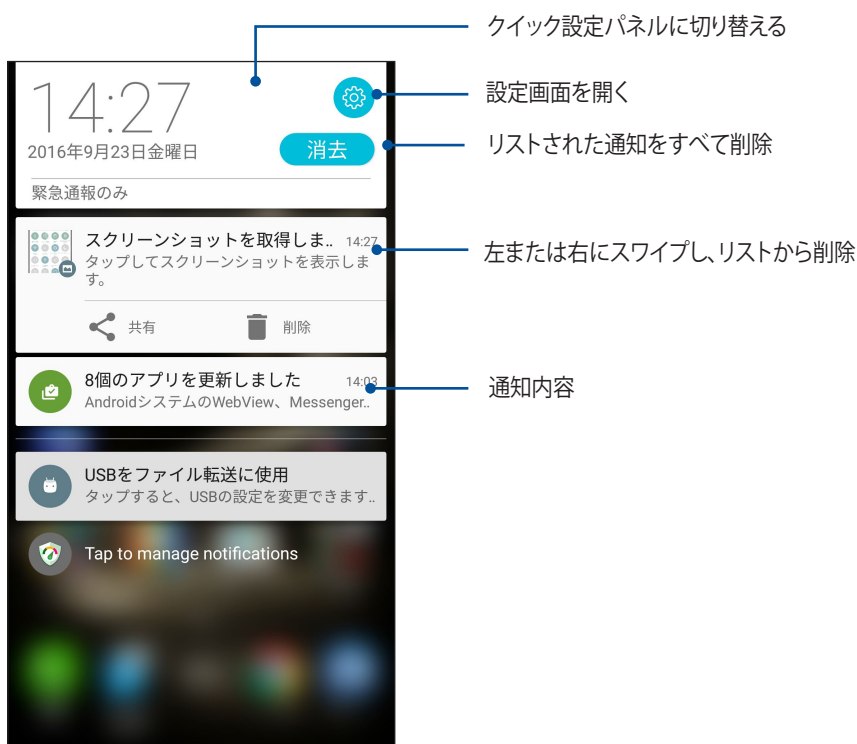 クイック設定パネルに切り替える
14:27
設定画面を開く
2016年9月23日金曜日
消去
リストされた通知をすべて削除
緊急通報のみ
スクリーンショットを取得しま..
14:27
左または右にスワイプし、リストから削除
タップしてスクリーンショットを表示しま
す。
共有
削除
8個のアプリを更新しました
14:03
通知内容
AndroidシステムのWebView、Messenger..
USBをファイル転送に使用
タップすると、USBの設定を変更できます..
Tap to manage notifications